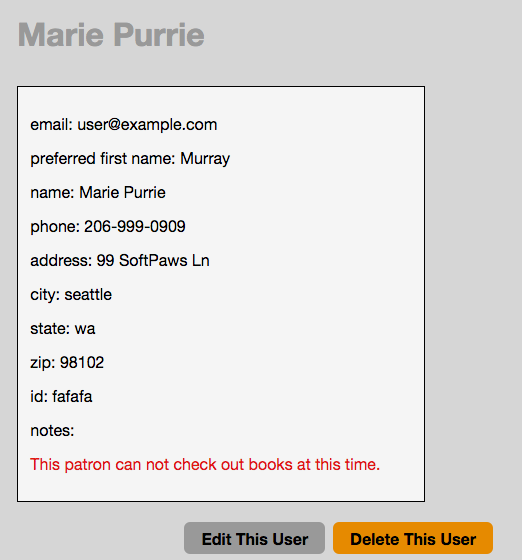 Marie Purrie
email: user@example.com
preferred first name: Murray
name: Marie Purrie
phone: 206-999-0909
address: 99 SoftPaws Ln
city: seattle
state: wa
zip: 98102
id: fafafa
notes:
This patron can not check out books at this time.
Edit This User
Delete This User